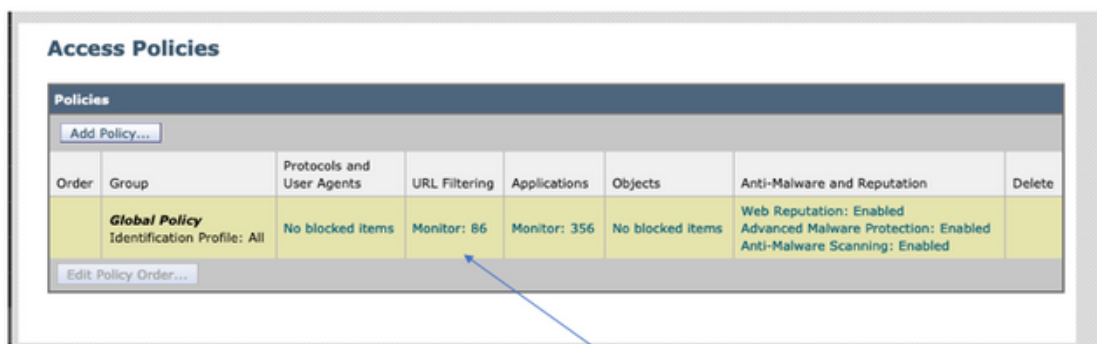 Access Policies
Policies
Add Policy...
Order Group Protocols and User Agents URL Filtering Applications Objects Anti-Malware and Reputation Delete
Global Policy
Identification Profile: All
No blocked items
Monitor: 86
Monitor: 356
No blocked items
Web Reputation: Enabled
Advanced Malware Protection: Enabled
Anti-Malware Scanning: Enabled
Edit Policy Order...